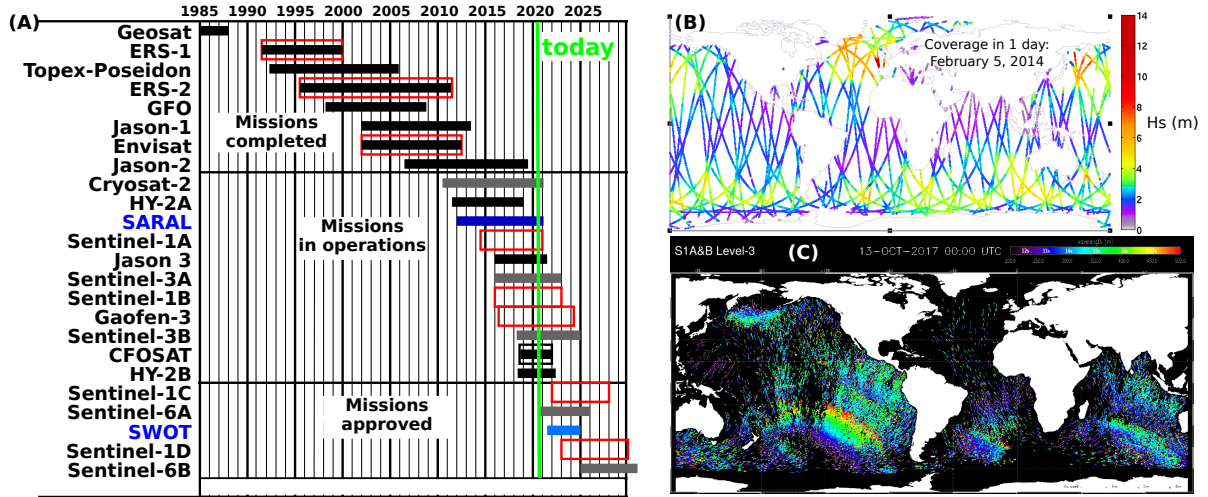 (A)
1985 1990 1995 2000 2005 2010 2015 2020 2025
Geosat
ERS-1
Topex-Poseidon
ERS-2
GFO
Jason-1
Envisat
Jason-2
Cryosat-2
HY-2A
SARAL
Sentinel-1A
Jason 3
Sentinel-3A
Sentinel-1B
Gaofen-3
Sentinel-3B
CFOSAT
HY-2B
Sentinel-1C
Sentinel-6A
SWOT
Sentinel-1D
Sentinel-6B
today
Missions
completed
Missions
in operations
Missions
approved
(B)
Coverage in 1 day:
February 5, 2014
14
12
10
8
6
4
2
0
Hs (m)
S1A&B Level-3
(C)
13-OCT-2017 00:00 UTC
wavelength (m)